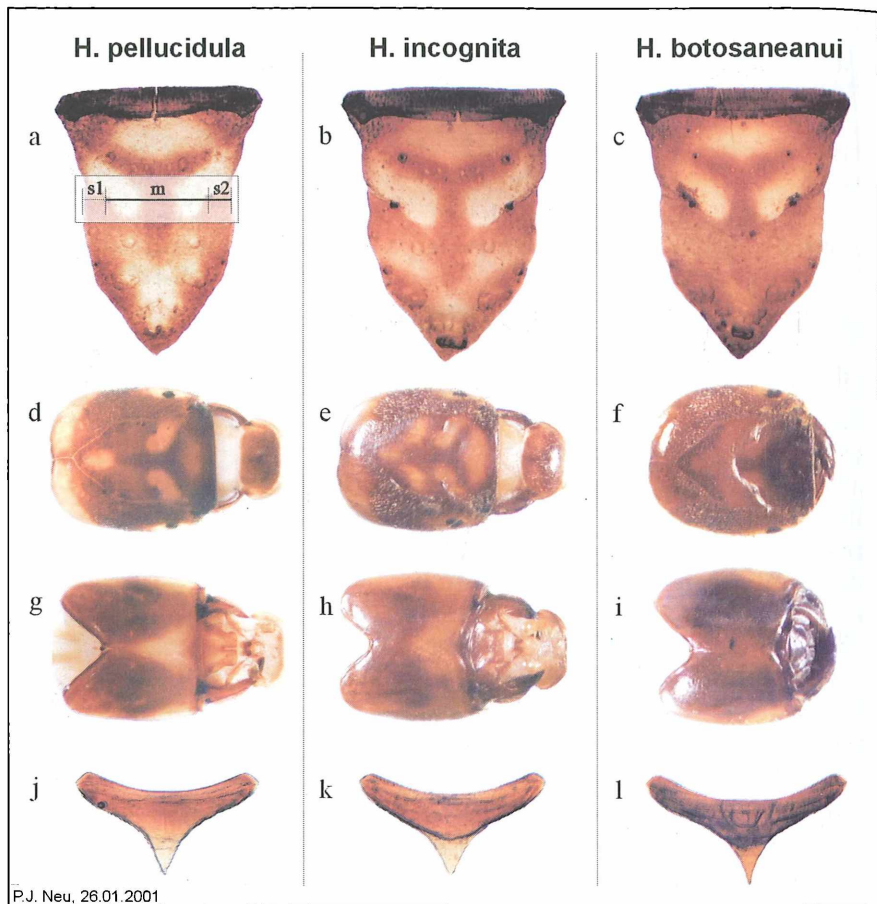 H. pellucidula
H. incognita
H. botosaneanui
a
b
c
s1 m s2
d
e
f
g
h
i
j
k
l
P.J. Neu, 26.01.2001